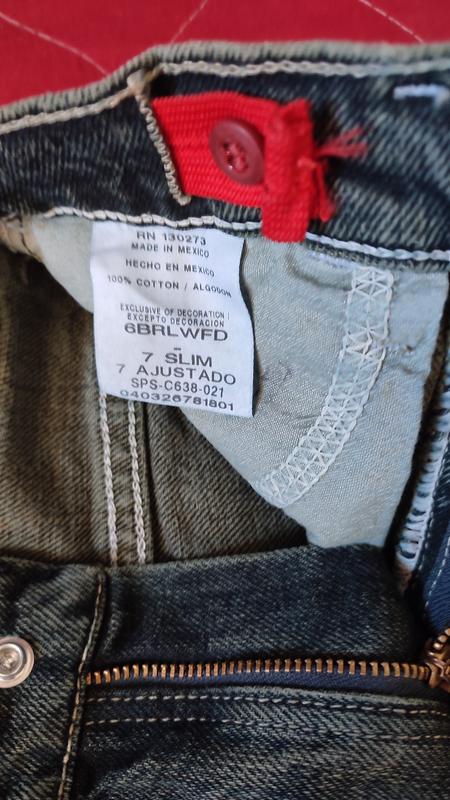 RN 130273
MADE IN MEXICO
HECHO EN MEXICO
100% COTTON / ALGODON
EXCLUSIVE OF DECORATION /
EXCEPTO DECORACIÓN
6BRLWFD
-
7 SLIM
7 AJUSTADO
SPS-C638-021
040326781801